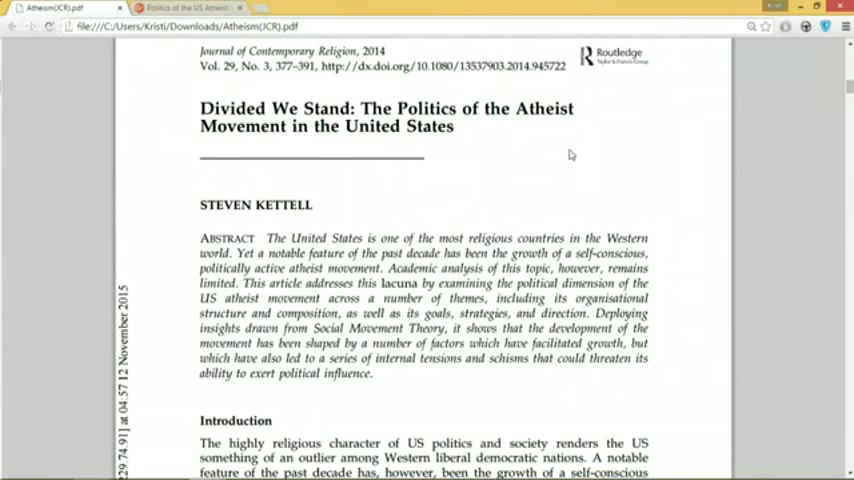 Atheism(JCR).pdf
Politics of the US Atheist
Kristi
file:///C:/Users/Kristi/Downloads/Atheism(JCR).pdf
Journal of Contemporary Religion, 2014
Vol. 29, No. 3, 377–391, http://dx.doi.org/10.1080/13537903.2014.945722
Routledge
Taylor & Francis Group
Divided We Stand: The Politics of the Atheist
Movement in the United States
STEVEN KETTELL
ABSTRACT The United States is one of the most religious countries in the Western
world. Yet a notable feature of the past decade has been the growth of a self-conscious,
politically active atheist movement. Academic analysis of this topic, however, remains
limited. This article addresses this lacuna by examining the political dimension of the
US atheist movement across a number of themes, including its organisational
structure and composition, as well as its goals, strategies, and direction. Deploying
insights drawn from Social Movement Theory, it shows that the development of the
movement has been shaped by a number of factors which have facilitated growth, but
which have also led to a series of internal tensions and schisms that could threaten its
ability to exert political influence.
Introduction
The highly religious character of US politics and society renders the US
something of an outlier among Western liberal democratic nations. A notable
feature of the past decade has, however, been the growth of a self-conscious
229.74.91] at 04:57 12 November 2015